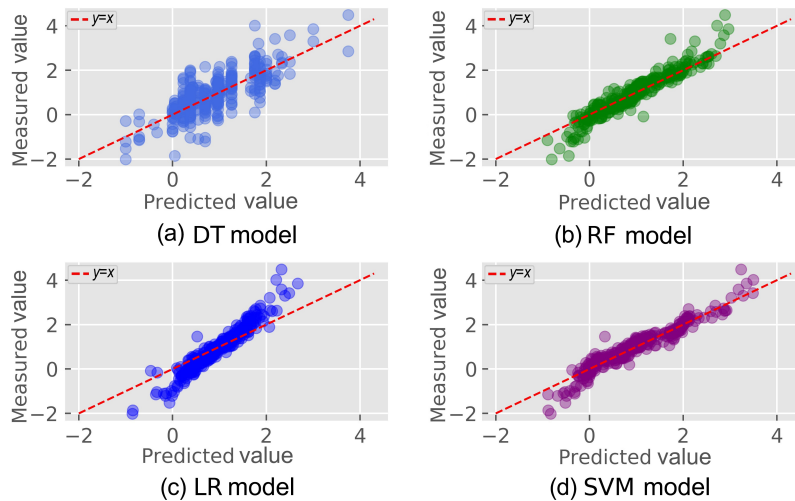 y=x
4
2
0
−2
Measured value
−2 0 2 4
Predicted value
(a) DT model
y=x
4
2
0
−2
Measured value
−2 0 2 4
Predicted value
(b) RF model
y=x
4
2
0
−2
Measured value
−2 0 2 4
Predicted value
(c) LR model
y=x
4
2
0
−2
Measured value
−2 0 2 4
Predicted value
(d) SVM model